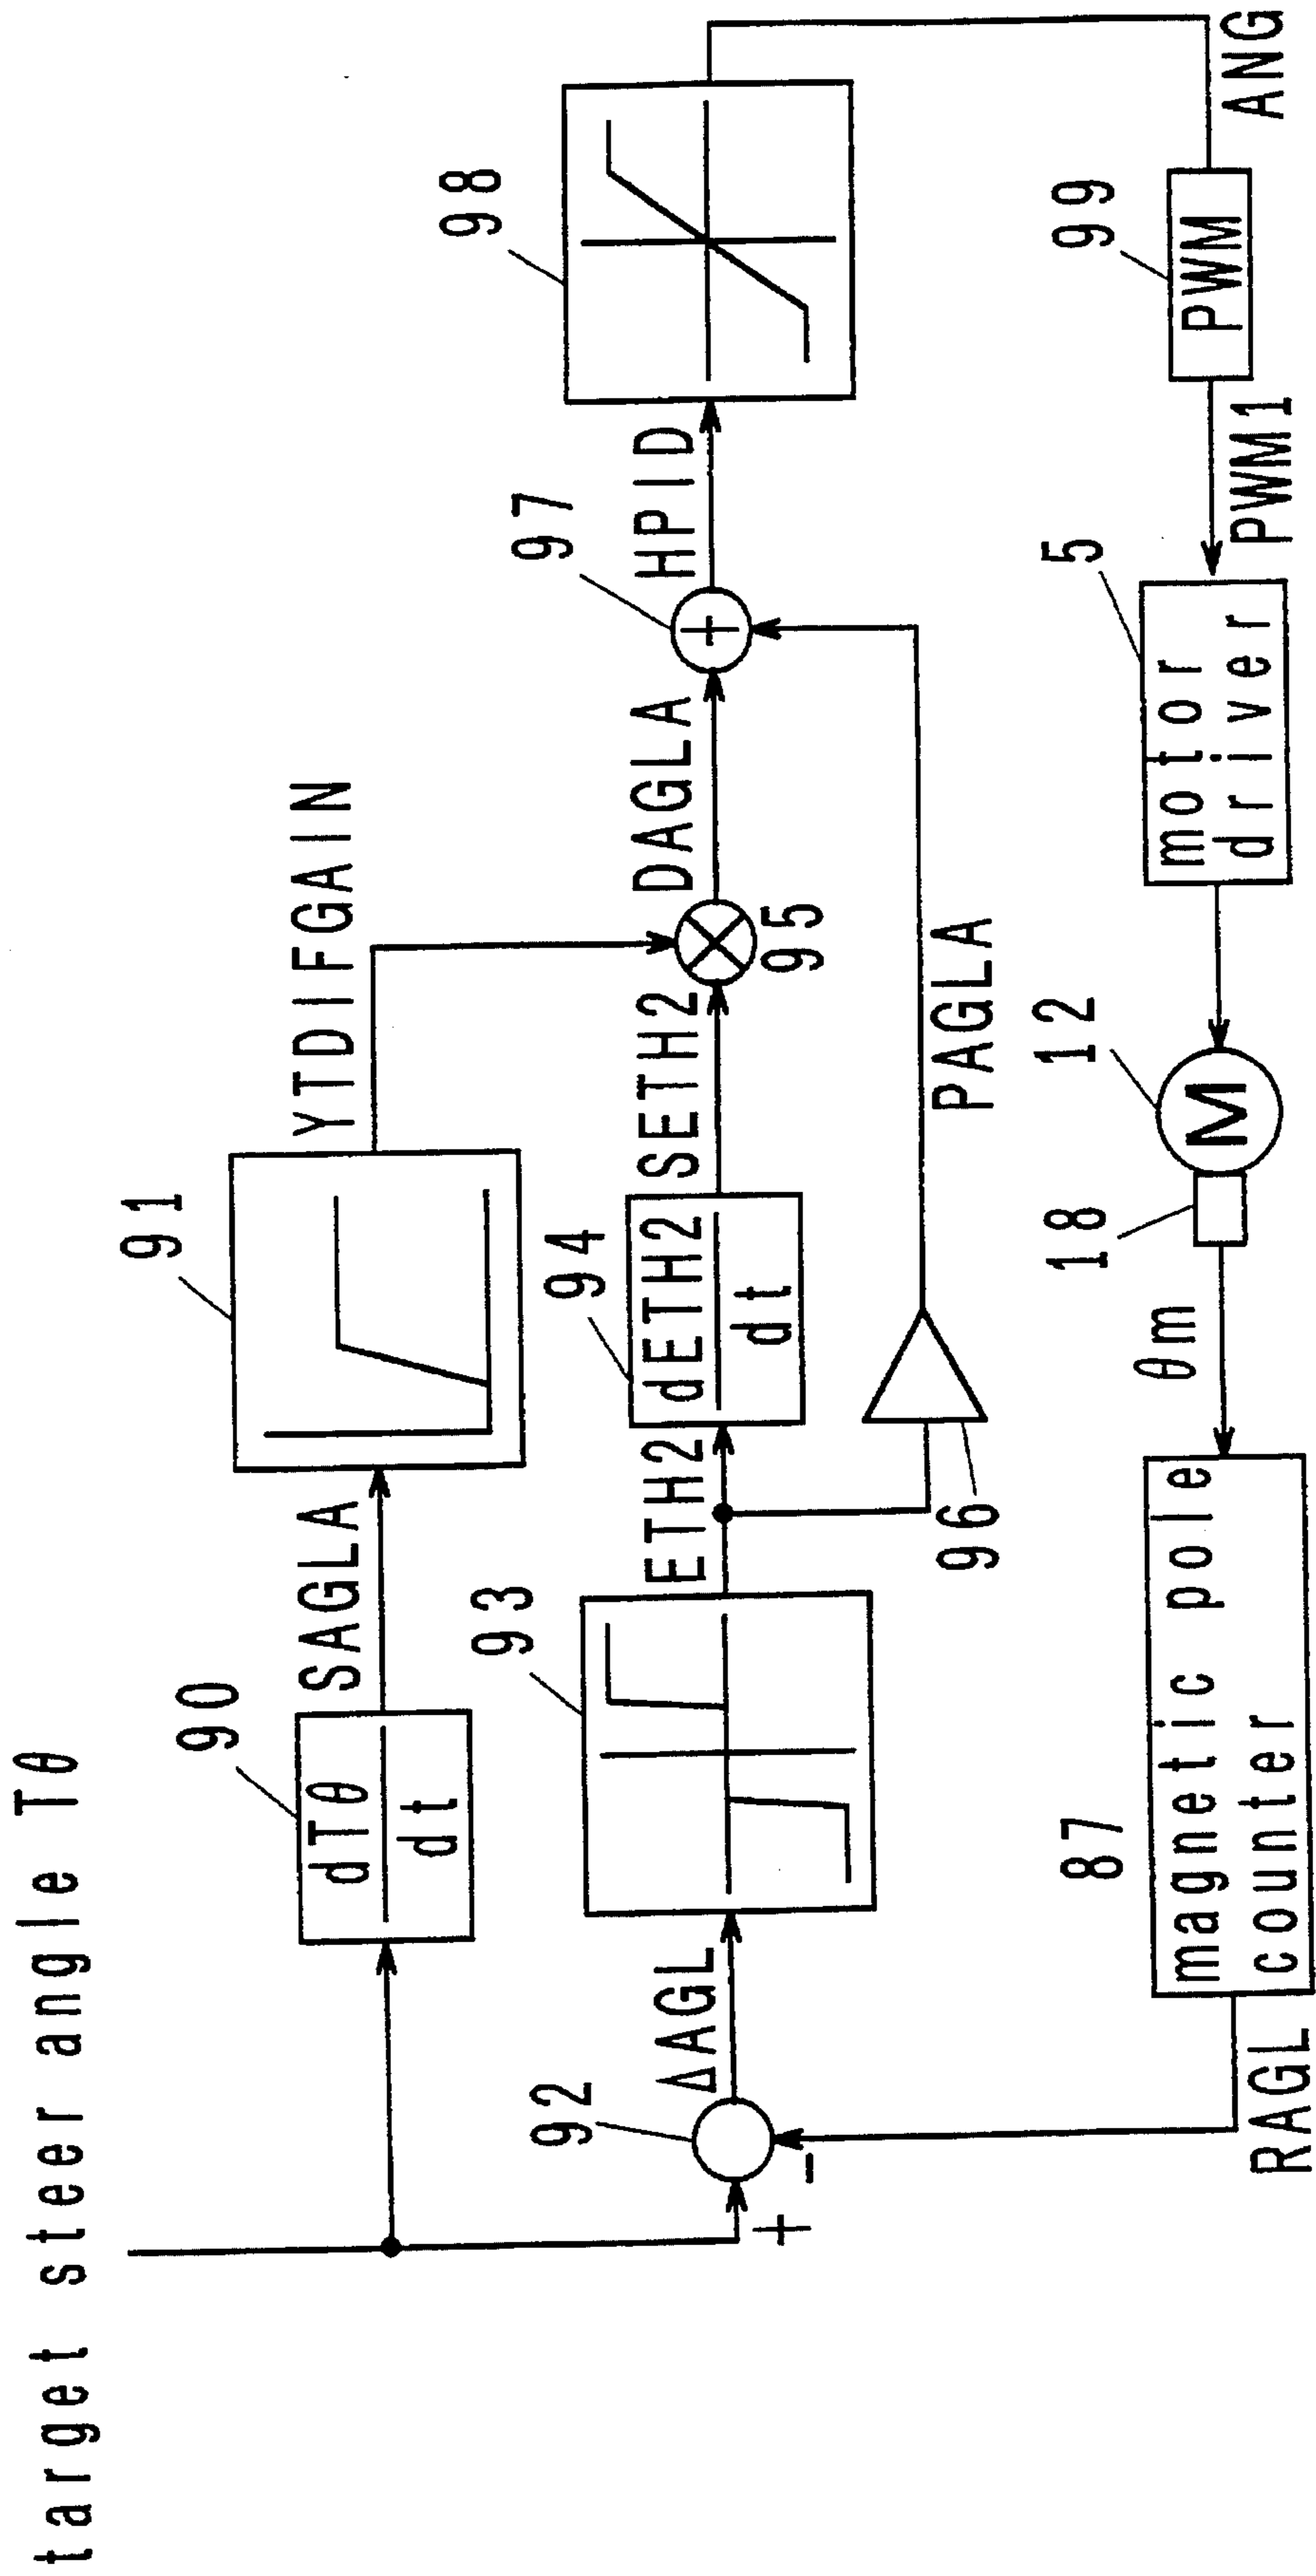 target steer angle Tθ
90
dTθ
dt
SAGLA
91
YTDIFGAIN
92
+
-
ΔAGL
93
ETH2
94
dETH2
dt
SETH2
95
DAGLA
97
+
HPID
98
96
PAGLA
RAGL
87
magnetic pole
counter
θm
18
12
M
5
motor
driver
PWM1
99
PWM
ANG